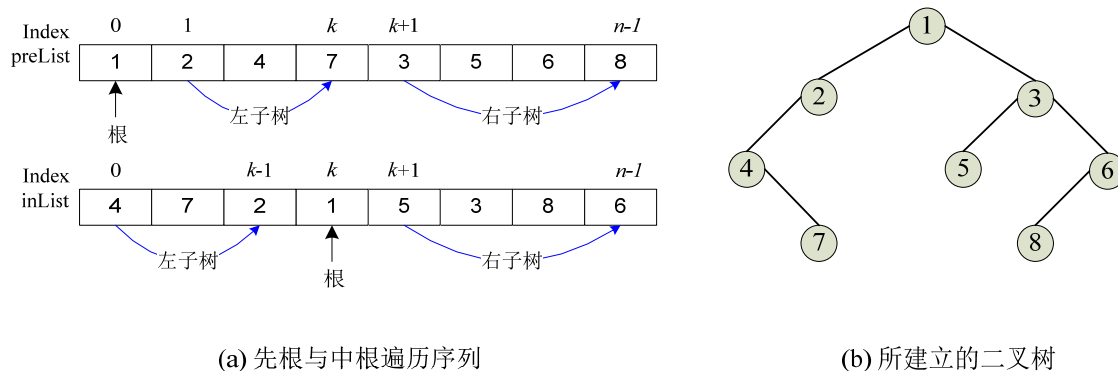 Index 0 1 k k+1 n-1
preList 1 2 4 7 3 5 6 8
左子树 右子树
根
Index 0 k-1 k k+1 n-1
inList 4 7 2 1 5 3 8 6
左子树 右子树
根
(a) 先根与中根遍历序列
1
2 3
4 5 6
7 8
(b) 所建立的二叉树